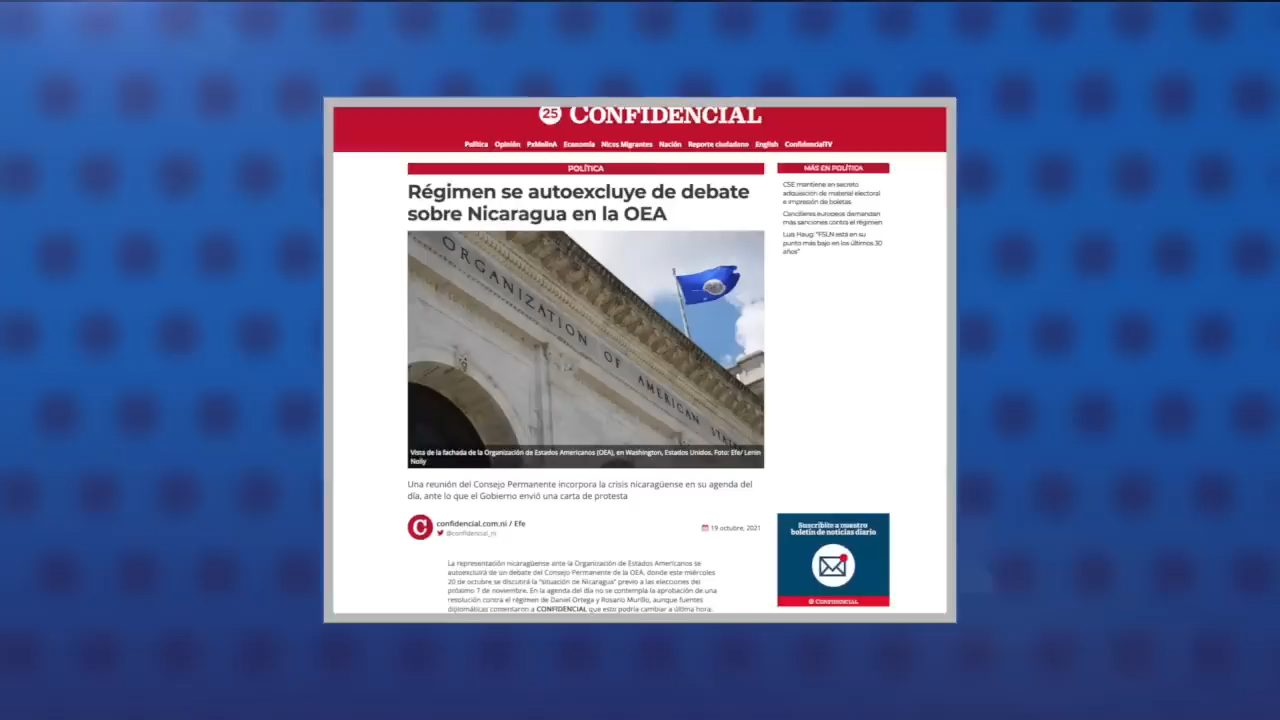 25 CONFIDENCIAL
Política Opinión PxMolinA Economía Nicas Migrantes Nación Reporte ciudadano English ConfidencialTV
POLÍTICA
Régimen se autoexcluye de debate
sobre Nicaragua en la OEA
ORGANIZATION OF AMERICAN STATES
Vista de la fachada de la Organización de Estados Americanos (OEA), en Washington, Estados Unidos. Foto: Efe/ Lenin
Nolly
Una reunión del Consejo Permanente incorpora la crisis nicaragüense en su agenda del
día, ante lo que el Gobierno envió una carta de protesta
C
confidencial.com.ni / Efe
@confidencial_ni
19 octubre, 2021
La representación nicaragüense ante la Organización de Estados Americanos se
autoexcluirá de un debate del Consejo Permanente de la OEA, donde este miércoles
20 de octubre se discutirá la "situación de Nicaragua" previo a las elecciones del
próximo 7 de noviembre. En la agenda del día no se contempla la aprobación de una
resolución contra el régimen de Daniel Ortega y Rosario Murillo, aunque fuentes
diplomáticas comentaron a CONFIDENCIAL que esto podría cambiar a última hora.
MÁS EN POLÍTICA
CSE mantiene en secreto
adquisición de material electoral
e impresión de boletas
Cancilleres europeos demandan
más sanciones contra el régimen
Luis Haug: "FSLN está en su
punto más bajo en los últimos 30
años"
Suscribite a nuestro
boletín de noticias diario
CONFIDENCIAL